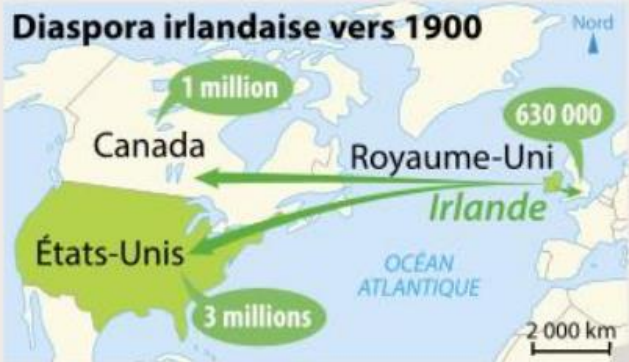 Diaspora irlandaise vers 1900
Nord
1 million
630 000
Canada
Royaume-Uni
Irlande
États-Unis
OCÉAN
ATLANTIQUE
3 millions
2 000 km